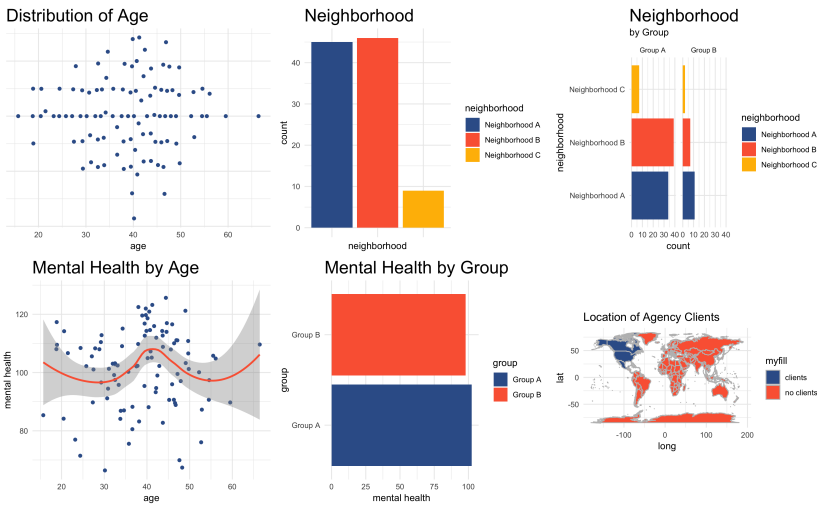 Distribution of Age
20 30 40 50 60
age
Neighborhood
40
30
20
10
0
count
neighborhood
neighborhood
Neighborhood A
Neighborhood B
Neighborhood C
Neighborhood
by Group
Group A Group B
Neighborhood C
Neighborhood B
Neighborhood A
neighborhood
0 10 20 30 40 0 10 20 30 40
count
neighborhood
Neighborhood A
Neighborhood B
Neighborhood C
Mental Health by Age
120
100
80
mental health
20 30 40 50 60
age
Mental Health by Group
Group B
Group A
group
0 25 50 75 100
mental health
group
Group A
Group B
Location of Agency Clients
50
0
-50
lat
-100 0 100 200
long
myfill
clients
no clients